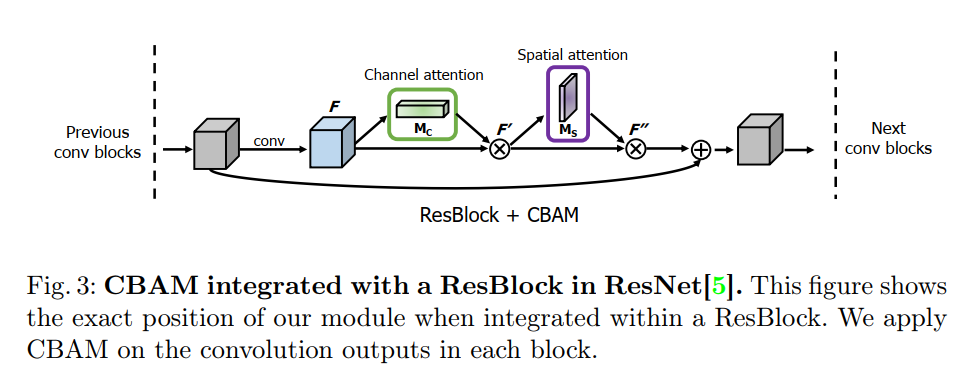 Spatial attention
Channel attention
F
Previous
conv blocks
conv
Mc
F′
Ms
F′′
Next
conv blocks
ResBlock + CBAM
Fig. 3: CBAM integrated with a ResBlock in ResNet[5]. This figure shows
the exact position of our module when integrated within a ResBlock. We apply
CBAM on the convolution outputs in each block.